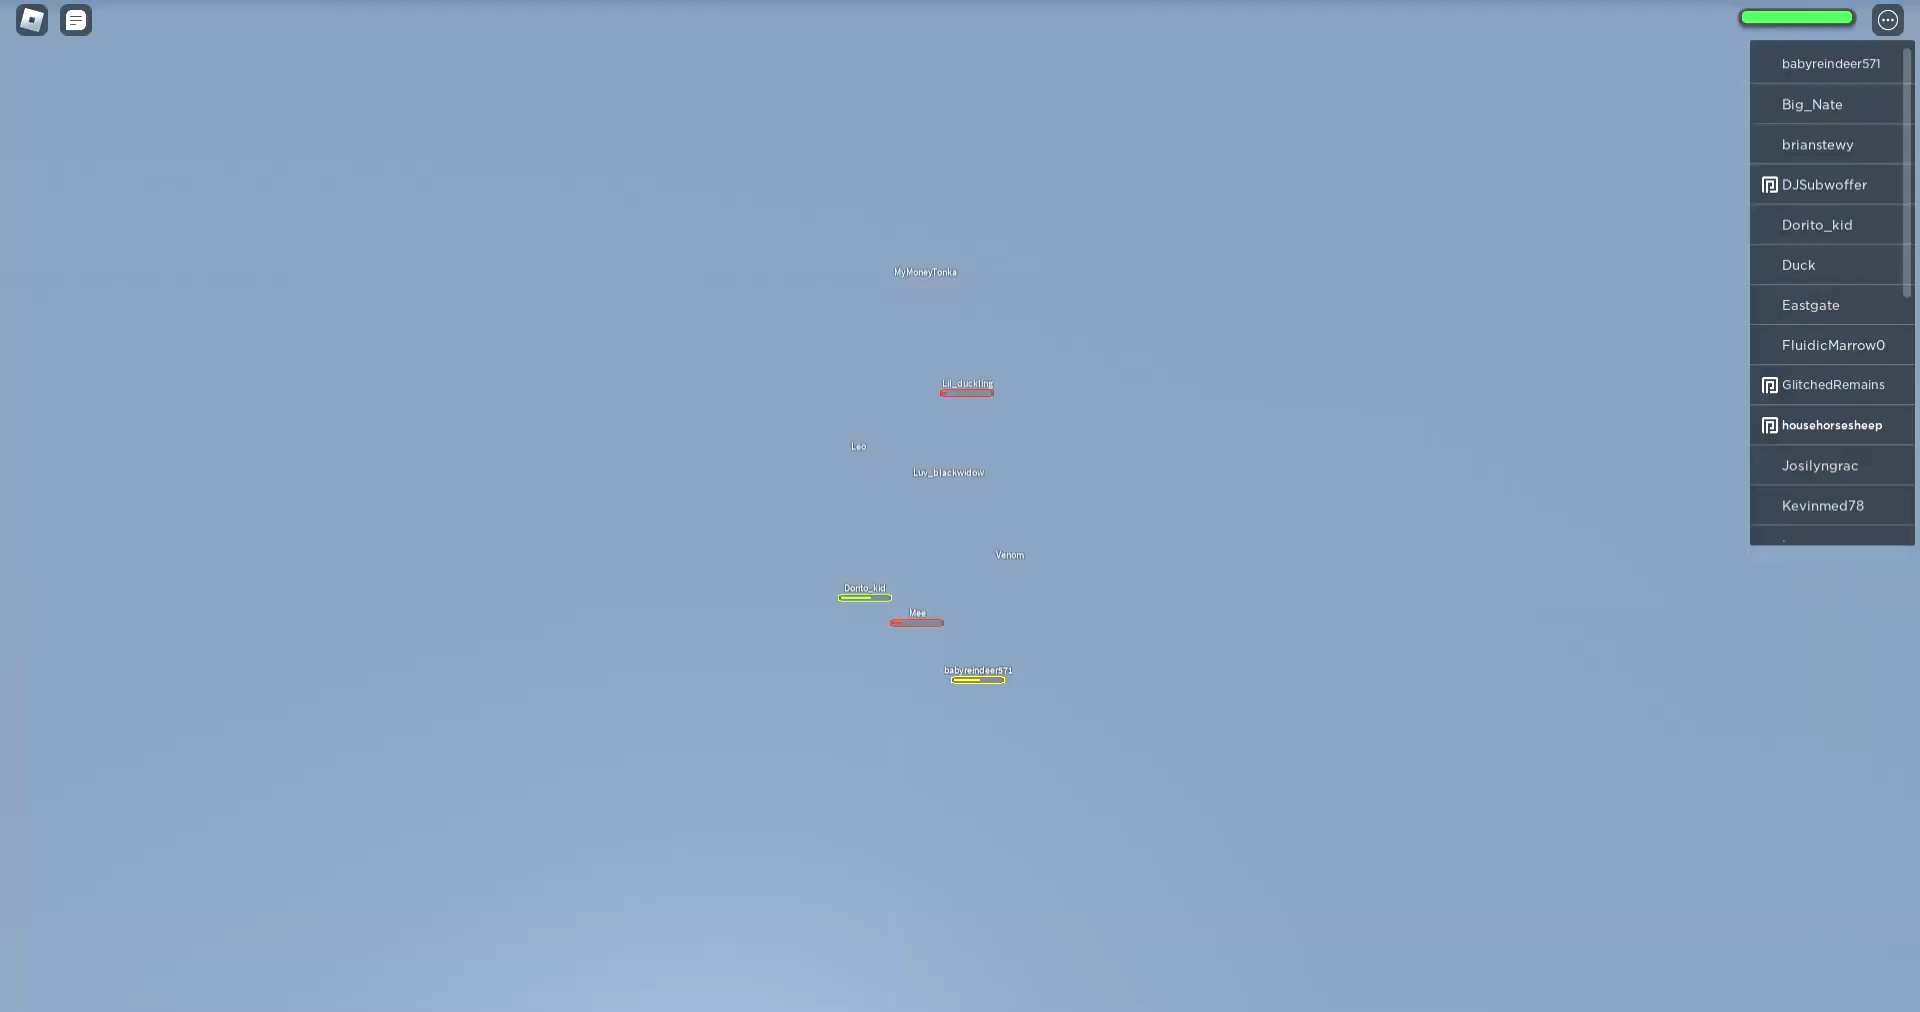 babyreindeer571
Big_Nate
brianstewy
DJSubwoffer
Dorito_kid
Duck
Eastgate
FluidicMarrow0
GlitchedRemains
househorsesheep
Josilyngrac
Kevinmed78
MyMoneyTonka
Lil_duckling
Leo
Luv_blackwidow
Venom
Dorito_kid
Mee
babyreindeer571